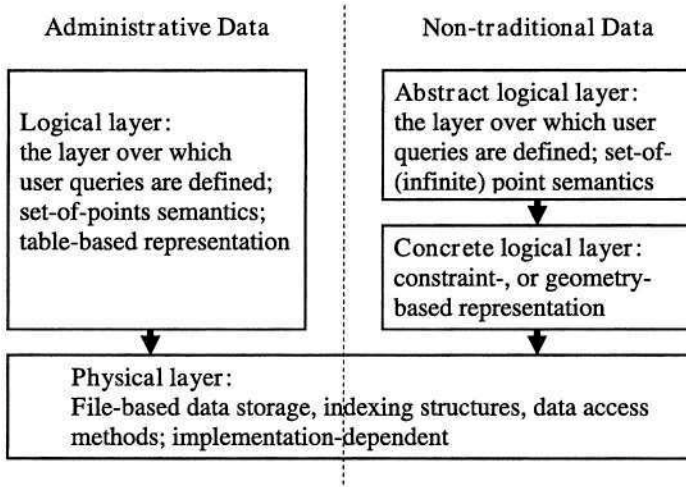 Administrative Data
Non-traditional Data
Logical layer:
the layer over which
user queries are defined;
set-of-points semantics;
table-based representation
Abstract logical layer:
the layer over which user
queries are defined; set-of-
(infinite) point semantics
Concrete logical layer:
constraint-, or geometry-
based representation
Physical layer:
File-based data storage, indexing structures, data access
methods; implementation-dependent